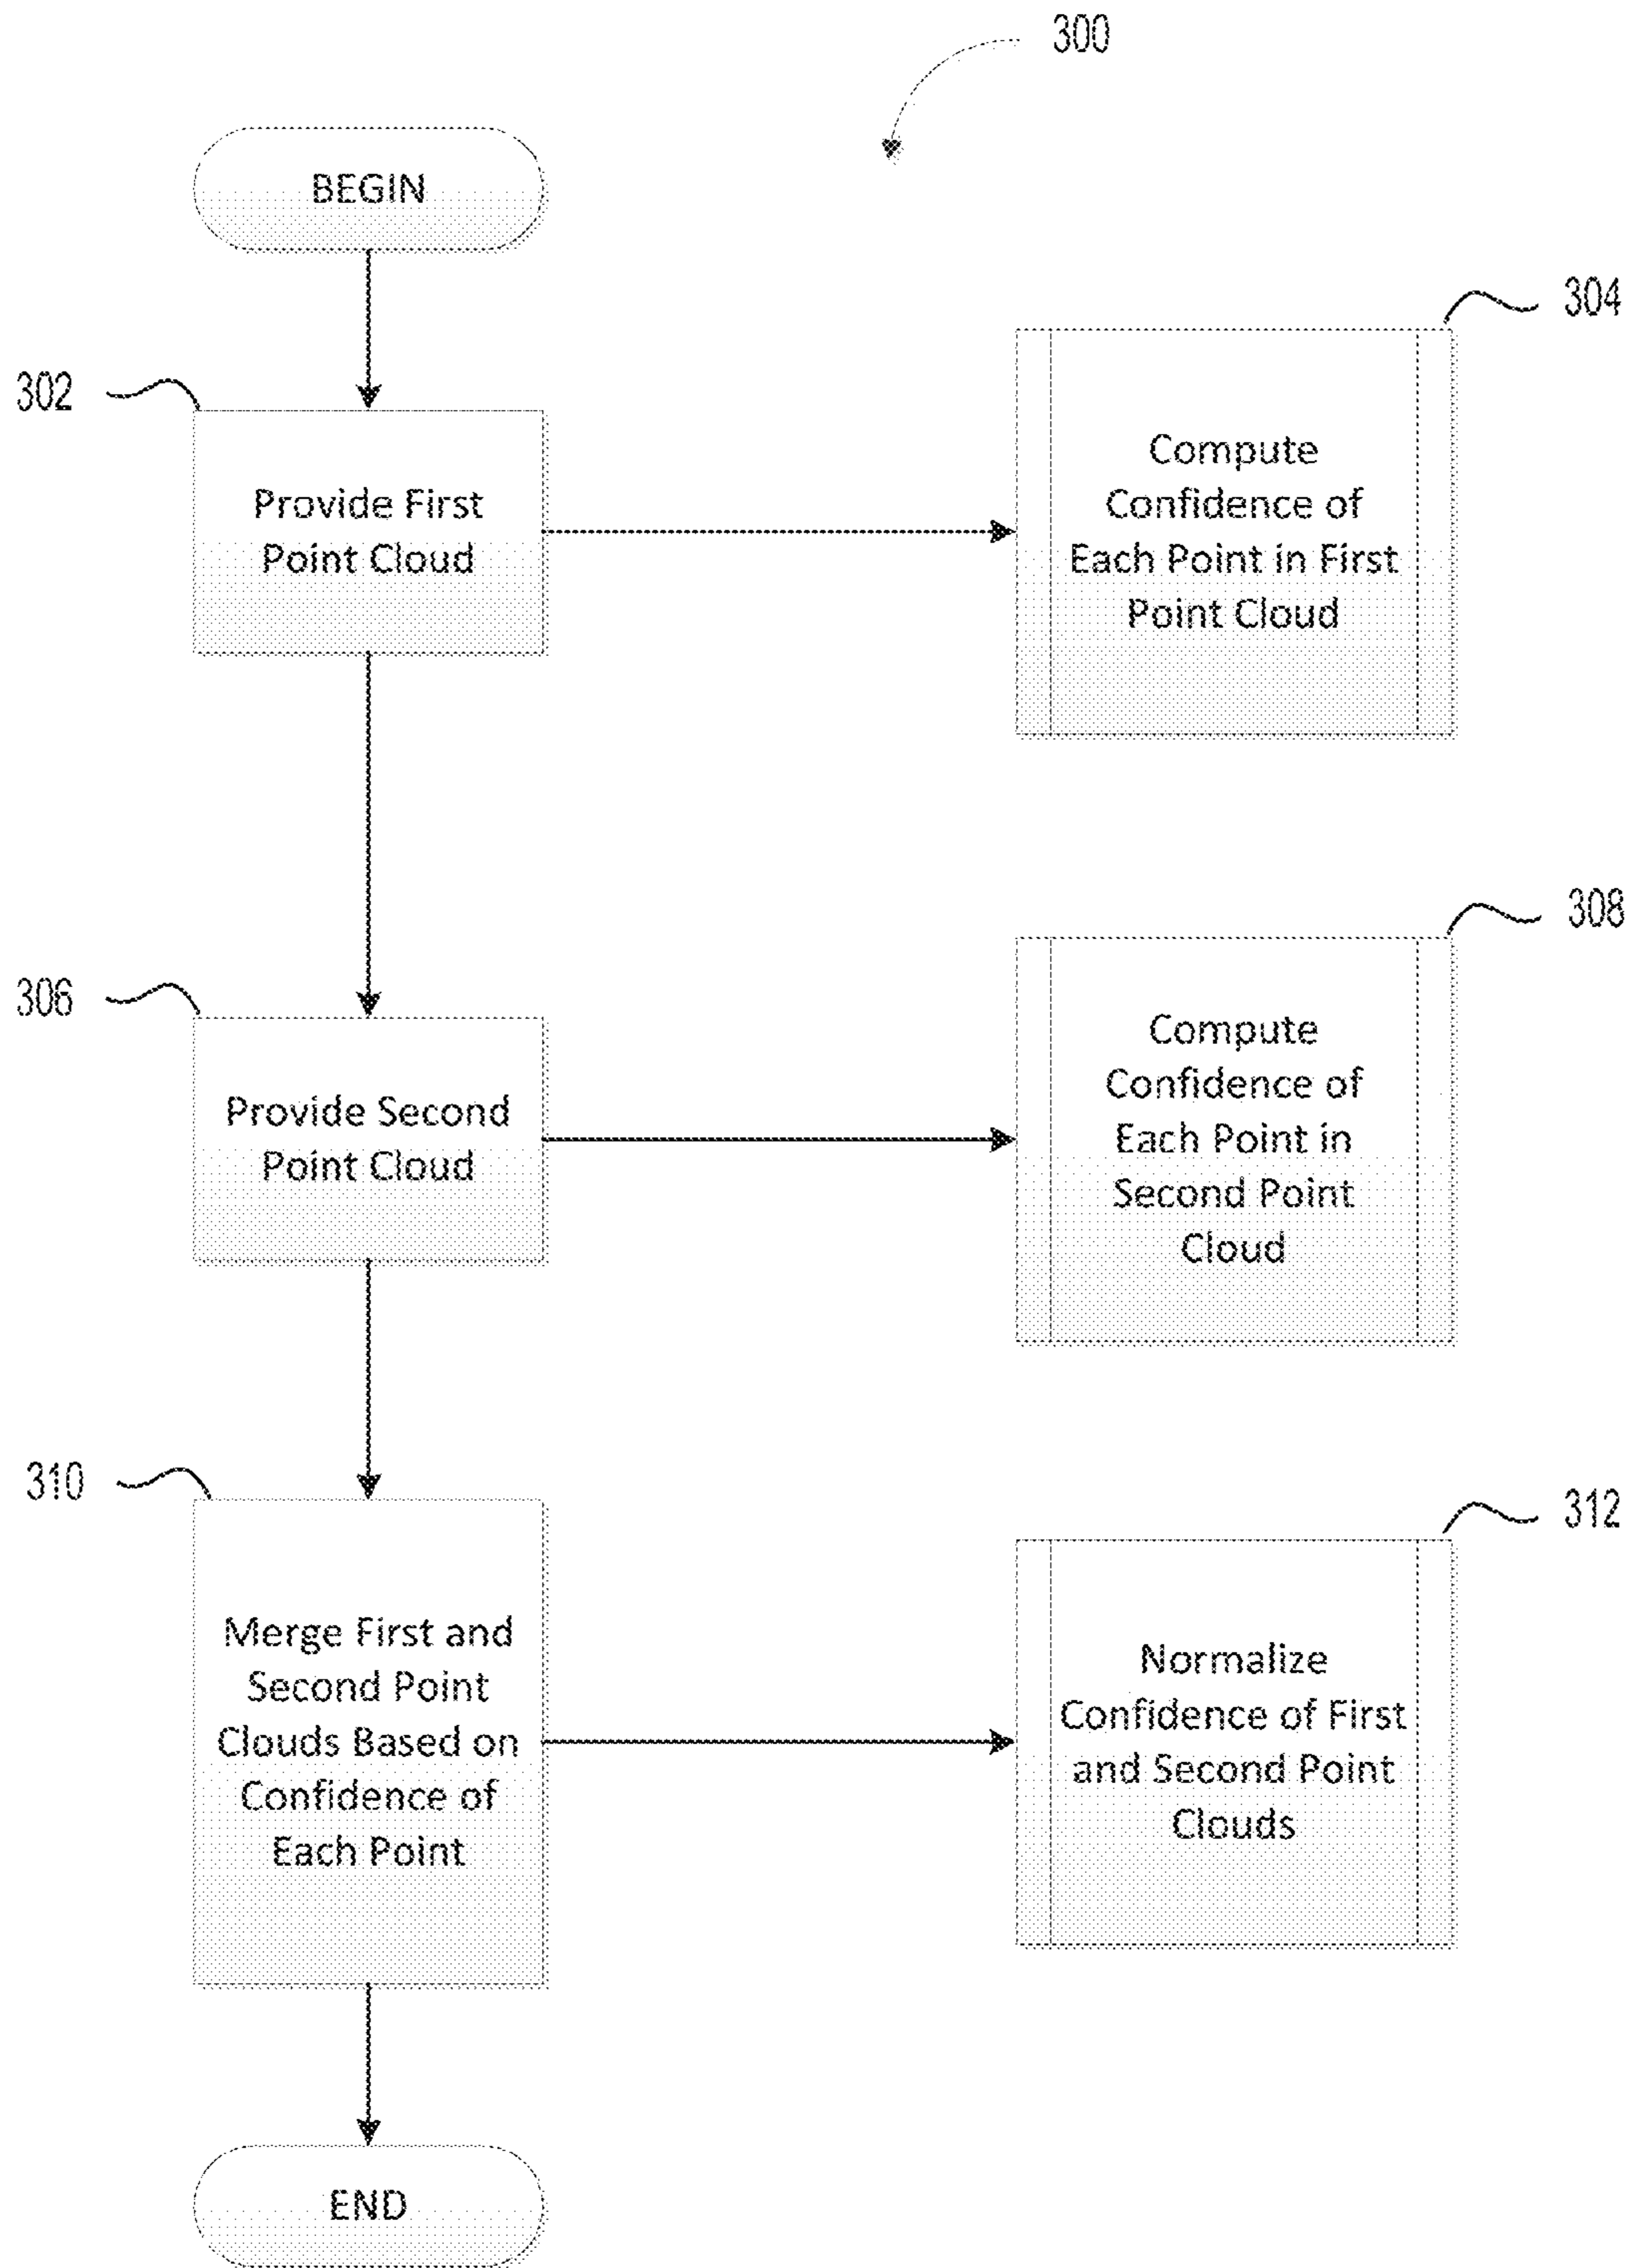 300
BEGIN
304
302
Compute
Confidence of
Each Point in First
Point Cloud
Provide First
Point Cloud
308
306
Compute
Confidence of
Each Point in
Second Point
Cloud
Provide Second
Point Cloud
310
312
Merge First and
Second Point
Clouds Based on
Confidence of
Each Point
Normalize
Confidence of First
and Second Point
Clouds
END